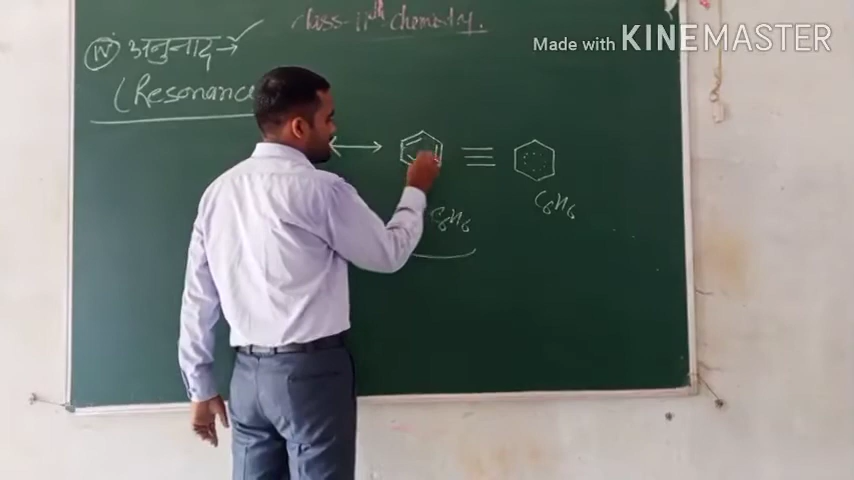 class-11th chemistry.
Made with KINEMASTER
(IV) अनुनाद →
(Resonance
C6H6
C6H6